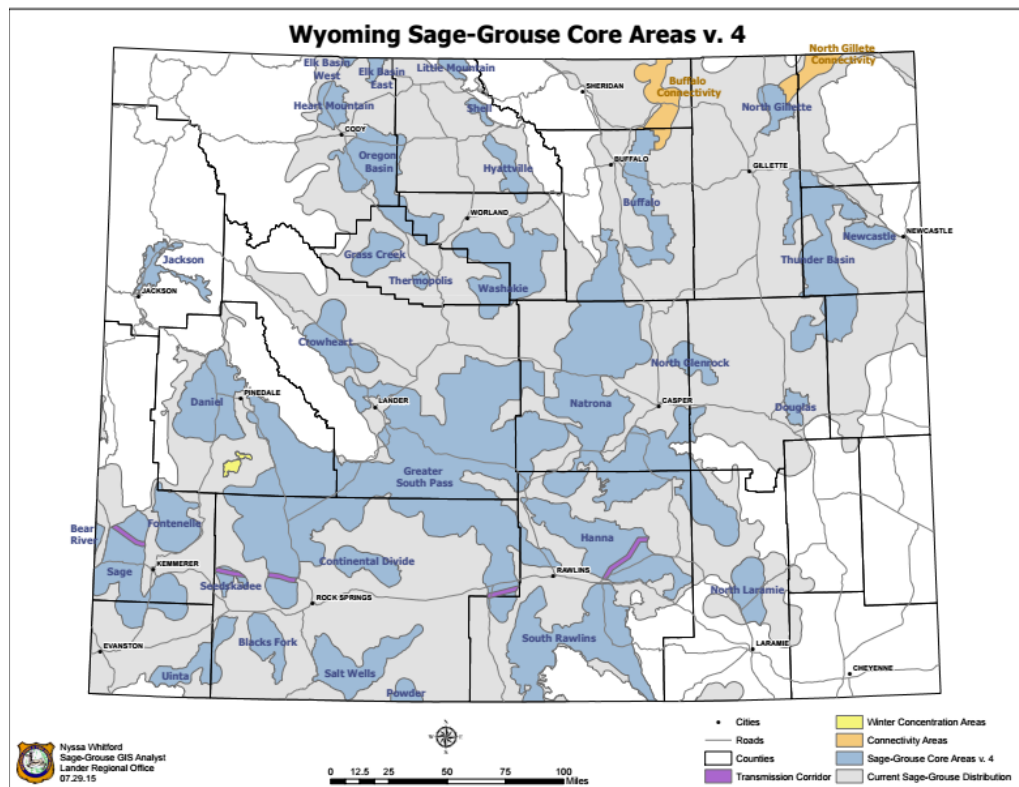 Wyoming Sage-Grouse Core Areas v. 4
North Gillete
Connectivity
Elk Basin
West
Elk Basin
East
Little Mountain
SHERIDAN
Buffalo
Connectivity
Heart Mountain
Shell
North Gillette
CODY
Oregon
Basin
Hyattville
BUFFALO
GILLETTE
Buffalo
WORLAND
Newcastle
NEWCASTLE
Grass Creek
Thunder Basin
Jackson
Thermopolis
Washakie
JACKSON
Crowheart
North Glenrock
PINEDALE
Daniel
LANDER
Natrona
CASPER
Douglas
Greater
South Pass
Bear
River
Fontenelle
Hanna
Continental Divide
KEMMERER
Sage
Seedskadee
RAWLINS
North Laramie
ROCK SPRINGS
Blacks Fork
South Rawlins
EVANSTON
LARAMIE
Uinta
Salt Wells
CHEYENNE
Powder
Nyssa Whitford
Sage-Grouse GIS Analyst
Lander Regional Office
07.29.15
N
W
E
S
0 12.5 25 50 75 100
Miles
Cities
Roads
Counties
Transmission Corridor
Winter Concentration Areas
Connectivity Areas
Sage-Grouse Core Areas v. 4
Current Sage-Grouse Distribution